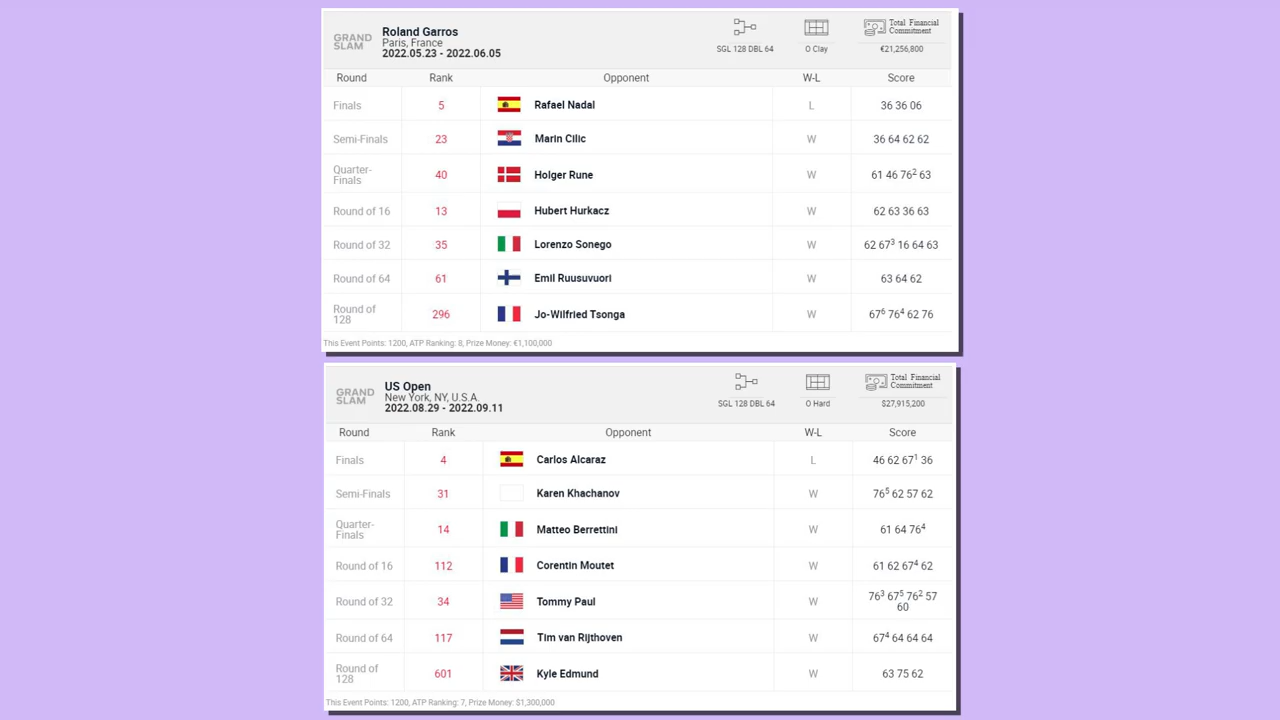 GRAND SLAM
Roland Garros
Paris, France
2022.05.23 - 2022.06.05
SGL 128 DBL 64
O Clay
Total Financial Commitment
€21,256,800
Round Rank Opponent W-L Score
Finals 5 Rafael Nadal L 36 36 06
Semi-Finals 23 Marin Cilic W 36 64 62 62
Quarter-Finals 40 Holger Rune W 61 46 76² 63
Round of 16 13 Hubert Hurkacz W 62 63 36 63
Round of 32 35 Lorenzo Sonego W 62 67³ 16 64 63
Round of 64 61 Emil Ruusuvuori W 63 64 62
Round of 128 296 Jo-Wilfried Tsonga W 67⁶ 76⁴ 62 76
This Event Points: 1200, ATP Ranking: 8, Prize Money: €1,100,000
GRAND SLAM
US Open
New York, NY, U.S.A.
2022.08.29 - 2022.09.11
SGL 128 DBL 64
O Hard
Total Financial Commitment
$27,915,200
Round Rank Opponent W-L Score
Finals 4 Carlos Alcaraz L 46 62 67¹ 36
Semi-Finals 31 Karen Khachanov W 76⁵ 62 57 62
Quarter-Finals 14 Matteo Berrettini W 61 64 76⁴
Round of 16 112 Corentin Moutet W 61 62 67⁴ 62
Round of 32 34 Tommy Paul W 76³ 67⁵ 76² 57 60
Round of 64 117 Tim van Rijthoven W 67⁴ 64 64 64
Round of 128 601 Kyle Edmund W 63 75 62
This Event Points: 1200, ATP Ranking: 7, Prize Money: $1,300,000